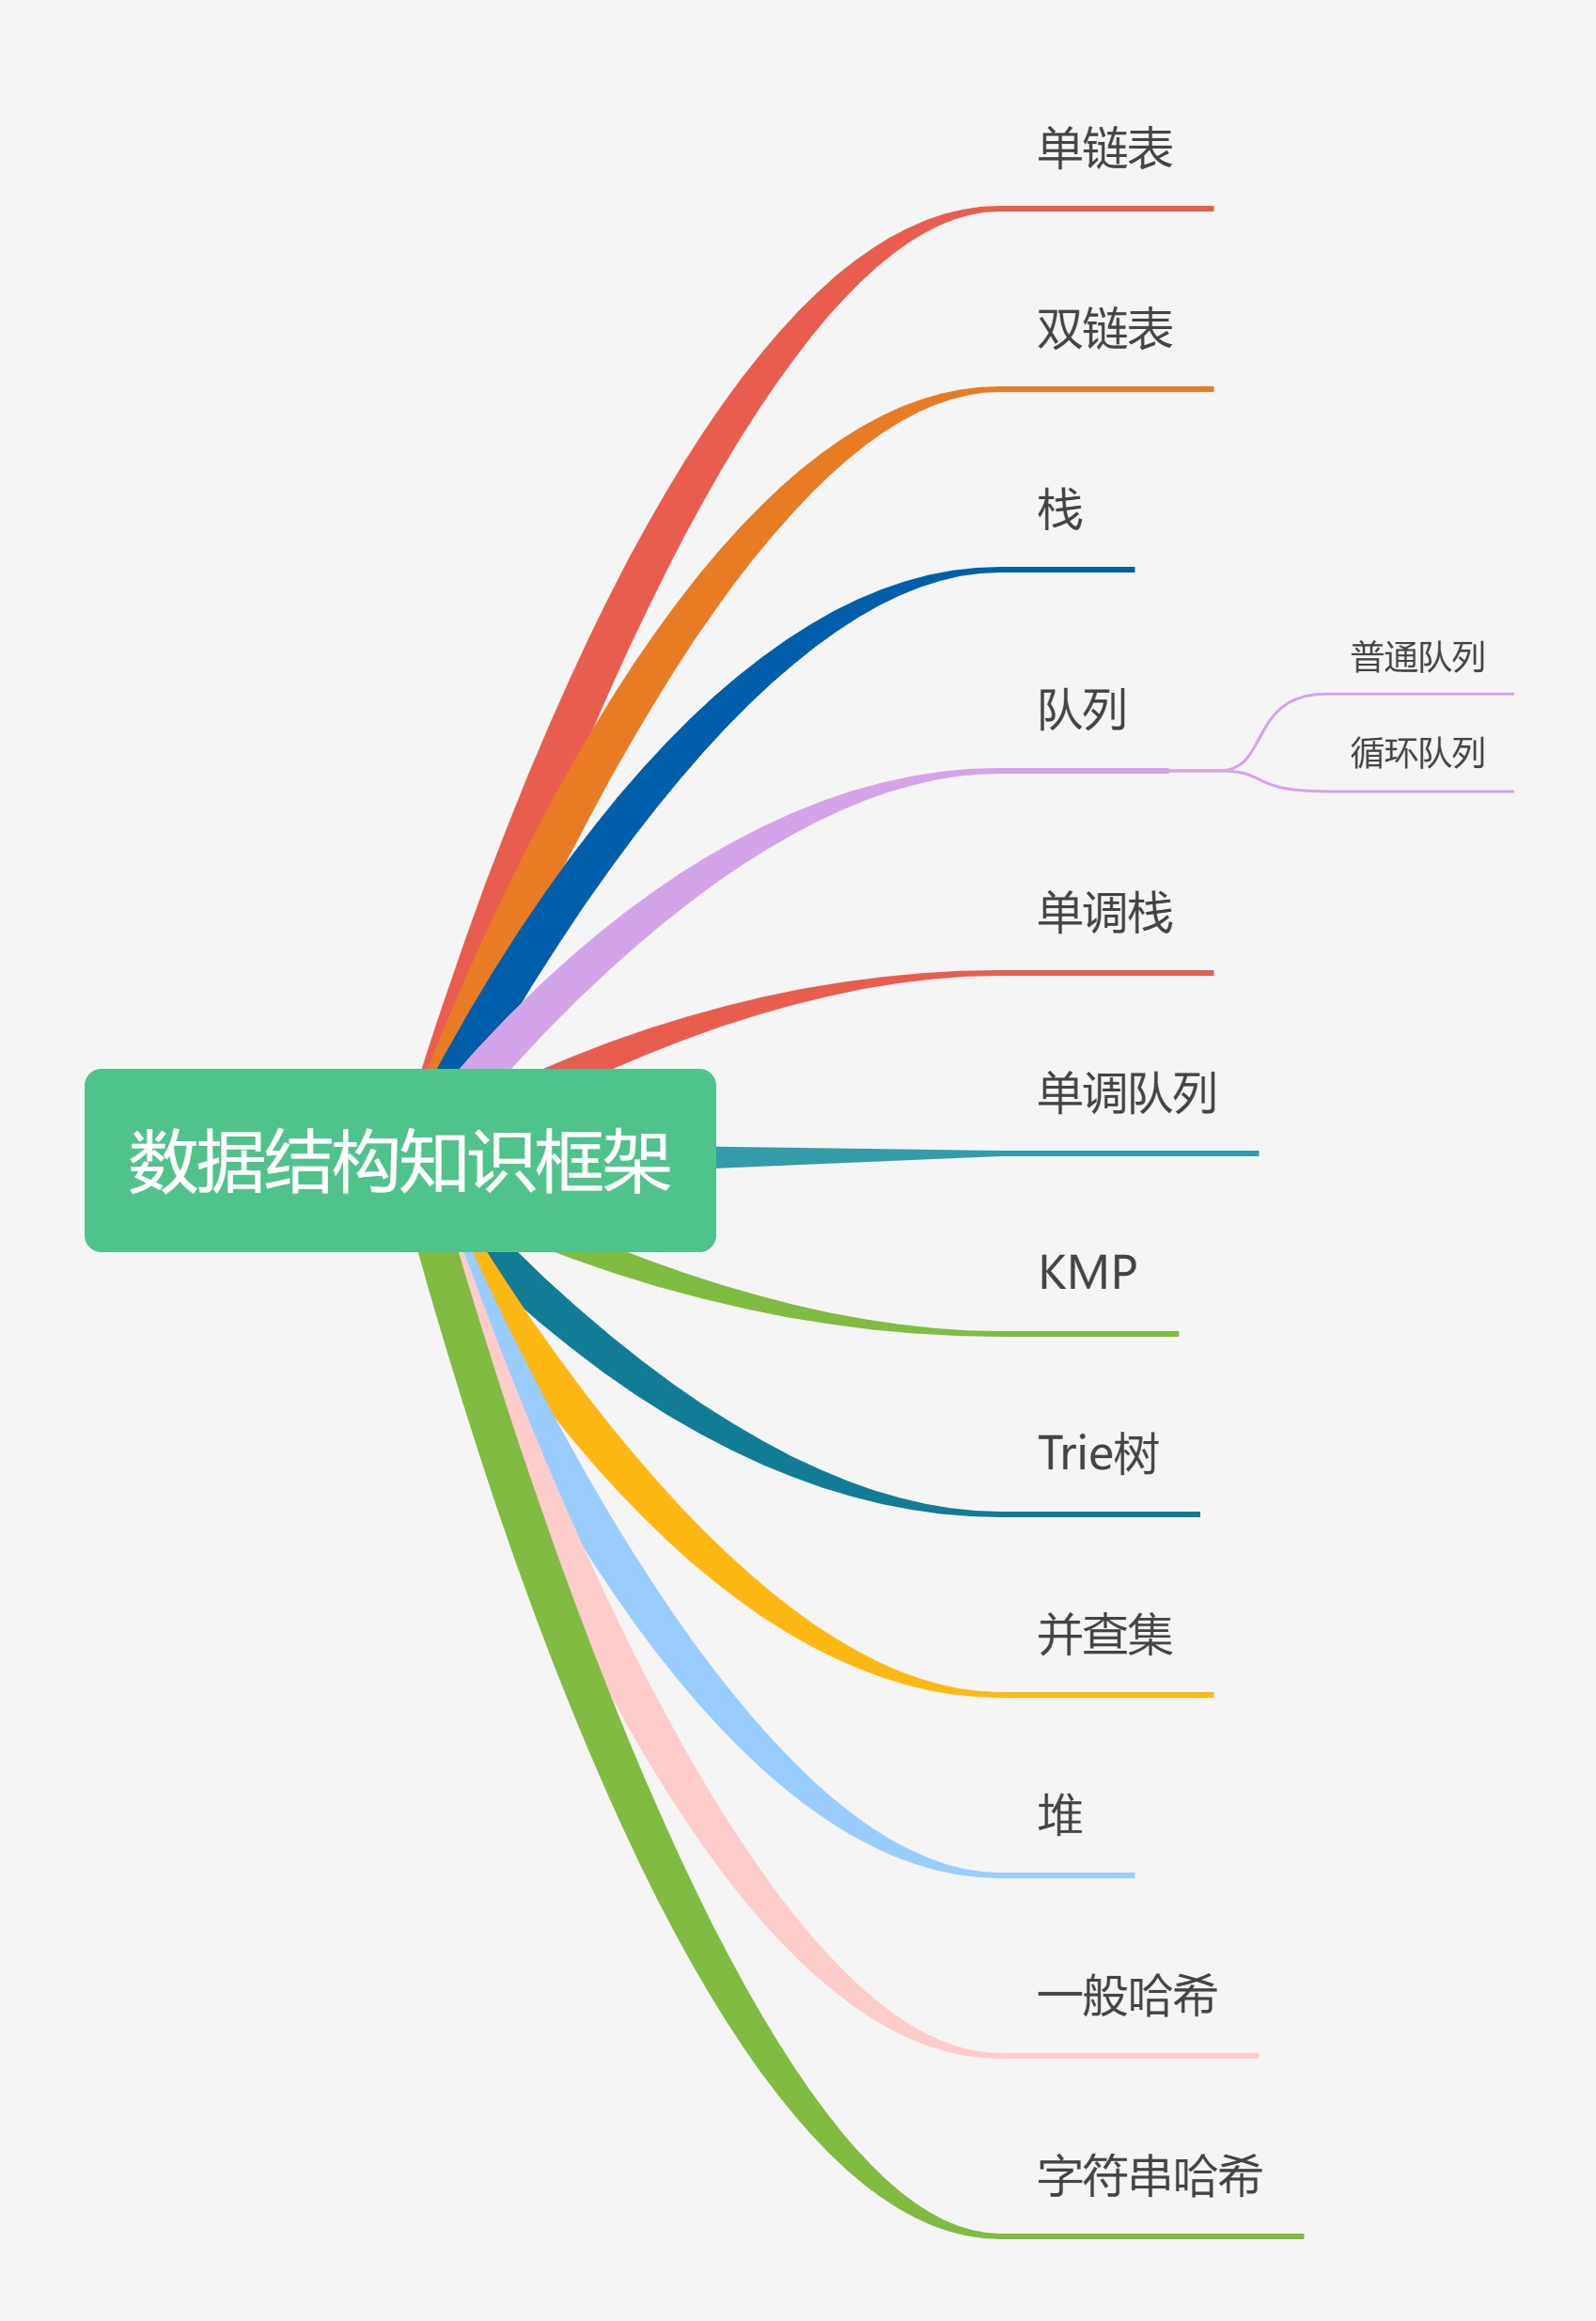 数据结构知识框架
单链表
双链表
栈
队列
普通队列
循环队列
单调栈
单调队列
KMP
Trie树
并查集
堆
一般哈希
字符串哈希